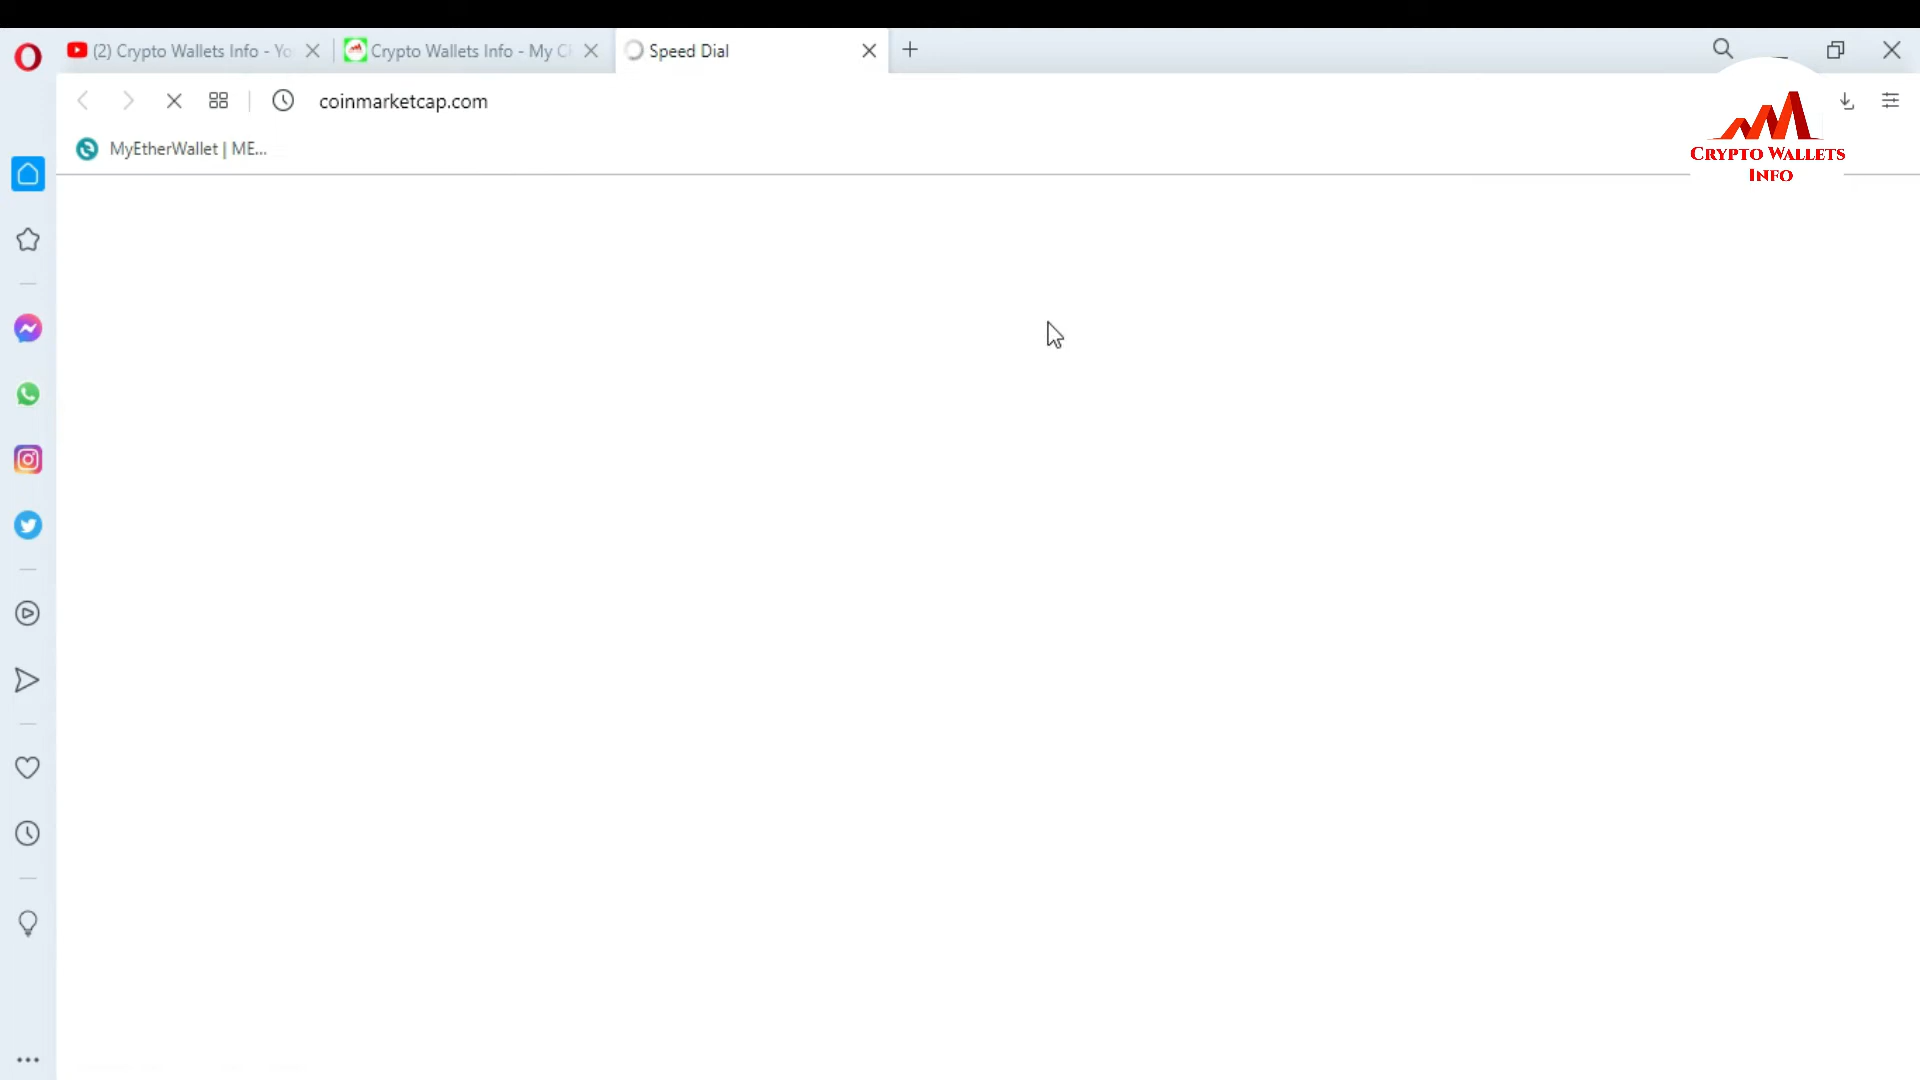 (2) Crypto Wallets Info - Yo
Crypto Wallets Info - My C
Speed Dial
coinmarketcap.com
MyEtherWallet | ME...
CRYPTO WALLETS
INFO